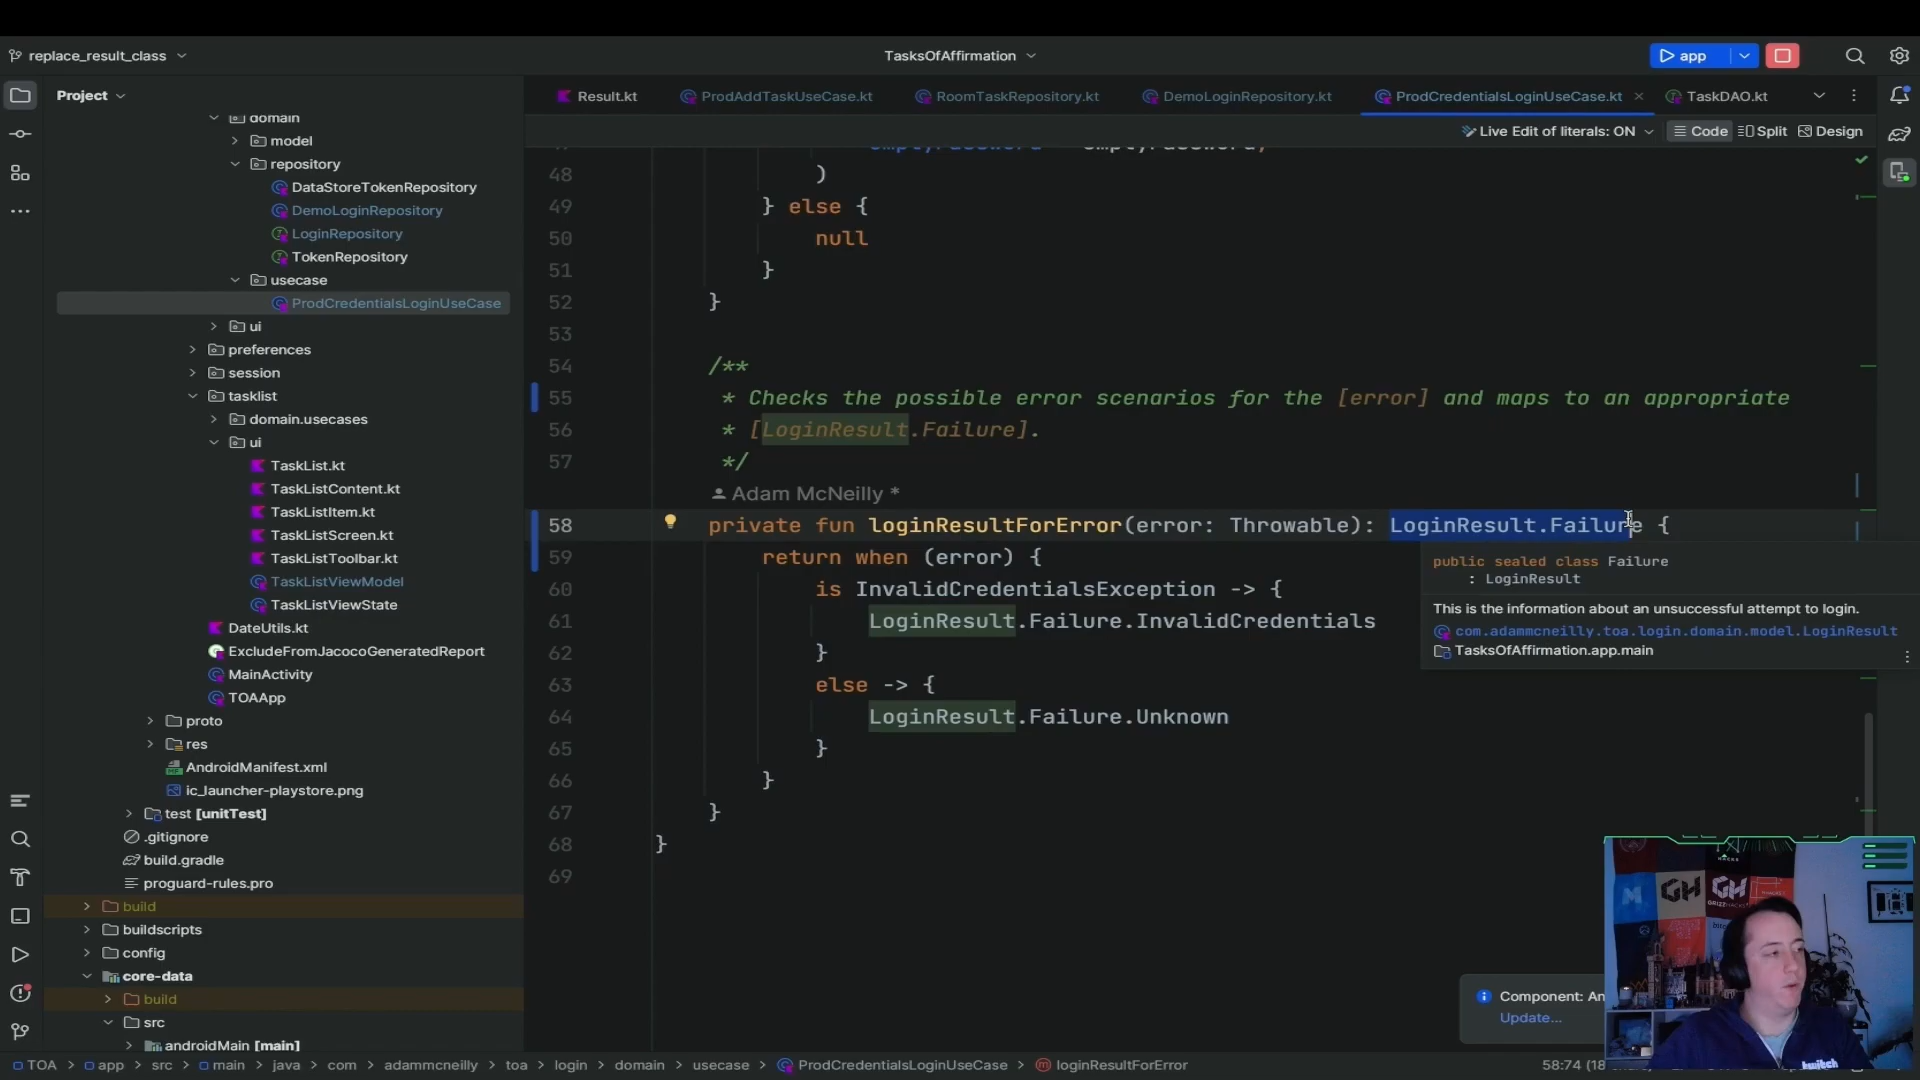 replace_result_class
TasksOfAffirmation
app
Project
Result.kt
ProdAddTaskUseCase.kt
RoomTaskRepository.kt
DemoLoginRepository.kt
ProdCredentialsLoginUseCase.kt
TaskDAO.kt
Live Edit of literals: ON
Code
Split
Design
domain
model
repository
DataStoreTokenRepository
DemoLoginRepository
LoginRepository
TokenRepository
usecase
ProdCredentialsLoginUseCase
ui
preferences
session
tasklist
domain.usecases
ui
TaskList.kt
TaskListContent.kt
TaskListItem.kt
TaskListScreen.kt
TaskListToolbar.kt
TaskListViewModel
TaskListViewState
DateUtils.kt
ExcludeFromJacocoGeneratedReport
MainActivity
TOAApp
proto
res
AndroidManifest.xml
ic_launcher-playstore.png
test [unitTest]
.gitignore
build.gradle
proguard-rules.pro
build
buildscripts
config
core-data
build
src
androidMain [main]
48 )
49 } else {
50 null
51 }
52 }
53
54 /**
55 * Checks the possible error scenarios for the [error] and maps to an appropriate
56 * [LoginResult.Failure].
57 */
Adam McNeilly *
58 private fun loginResultForError(error: Throwable): LoginResult.Failure {
59 return when (error) {
60 is InvalidCredentialsException -> {
61 LoginResult.Failure.InvalidCredentials
62 }
63 else -> {
64 LoginResult.Failure.Unknown
65 }
66 }
67 }
68 }
69
public sealed class Failure
: LoginResult
This is the information about an unsuccessful attempt to login.
com.adammcneilly.toa.login.domain.model.LoginResult
TasksOfAffirmation.app.main
Component: An
Update...
GH
GH
twitch
TOA > app > src > main > java > com > adammcneilly > toa > login > domain > usecase > ProdCredentialsLoginUseCase > loginResultForError
58:74 (18